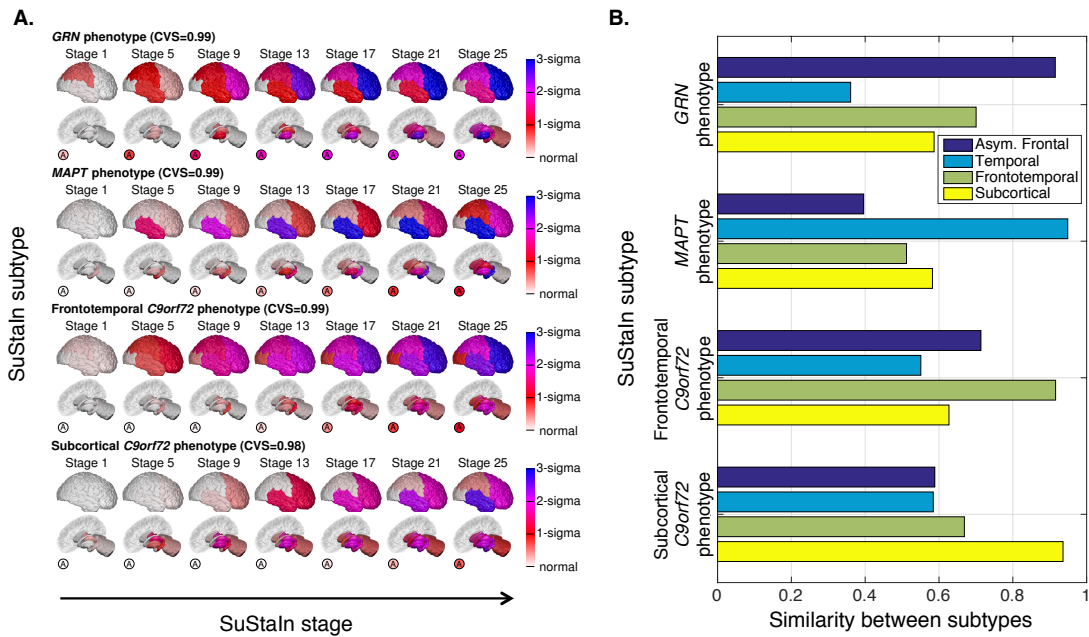 A.
GRN phenotype (CVS=0.99)
Stage 1 Stage 5 Stage 9 Stage 13 Stage 17 Stage 21 Stage 25
3-sigma
2-sigma
1-sigma
normal
A A A A A A A
MAPT phenotype (CVS=0.99)
Stage 1 Stage 5 Stage 9 Stage 13 Stage 17 Stage 21 Stage 25
3-sigma
2-sigma
1-sigma
normal
A A A A A A A
Frontotemporal C9orf72 phenotype (CVS=0.99)
Stage 1 Stage 5 Stage 9 Stage 13 Stage 17 Stage 21 Stage 25
3-sigma
2-sigma
1-sigma
normal
A A A A A A A
Subcortical C9orf72 phenotype (CVS=0.98)
Stage 1 Stage 5 Stage 9 Stage 13 Stage 17 Stage 21 Stage 25
3-sigma
2-sigma
1-sigma
normal
A A A A A A A
SuStaIn subtype
SuStaIn stage
B.
SuStaIn subtype
GRN
phenotype
MAPT
phenotype
Frontotemporal
C9orf72
phenotype
Subcortical
C9orf72
phenotype
Asym. Frontal
Temporal
Frontotemporal
Subcortical
0 0.2 0.4 0.6 0.8 1
Similarity between subtypes